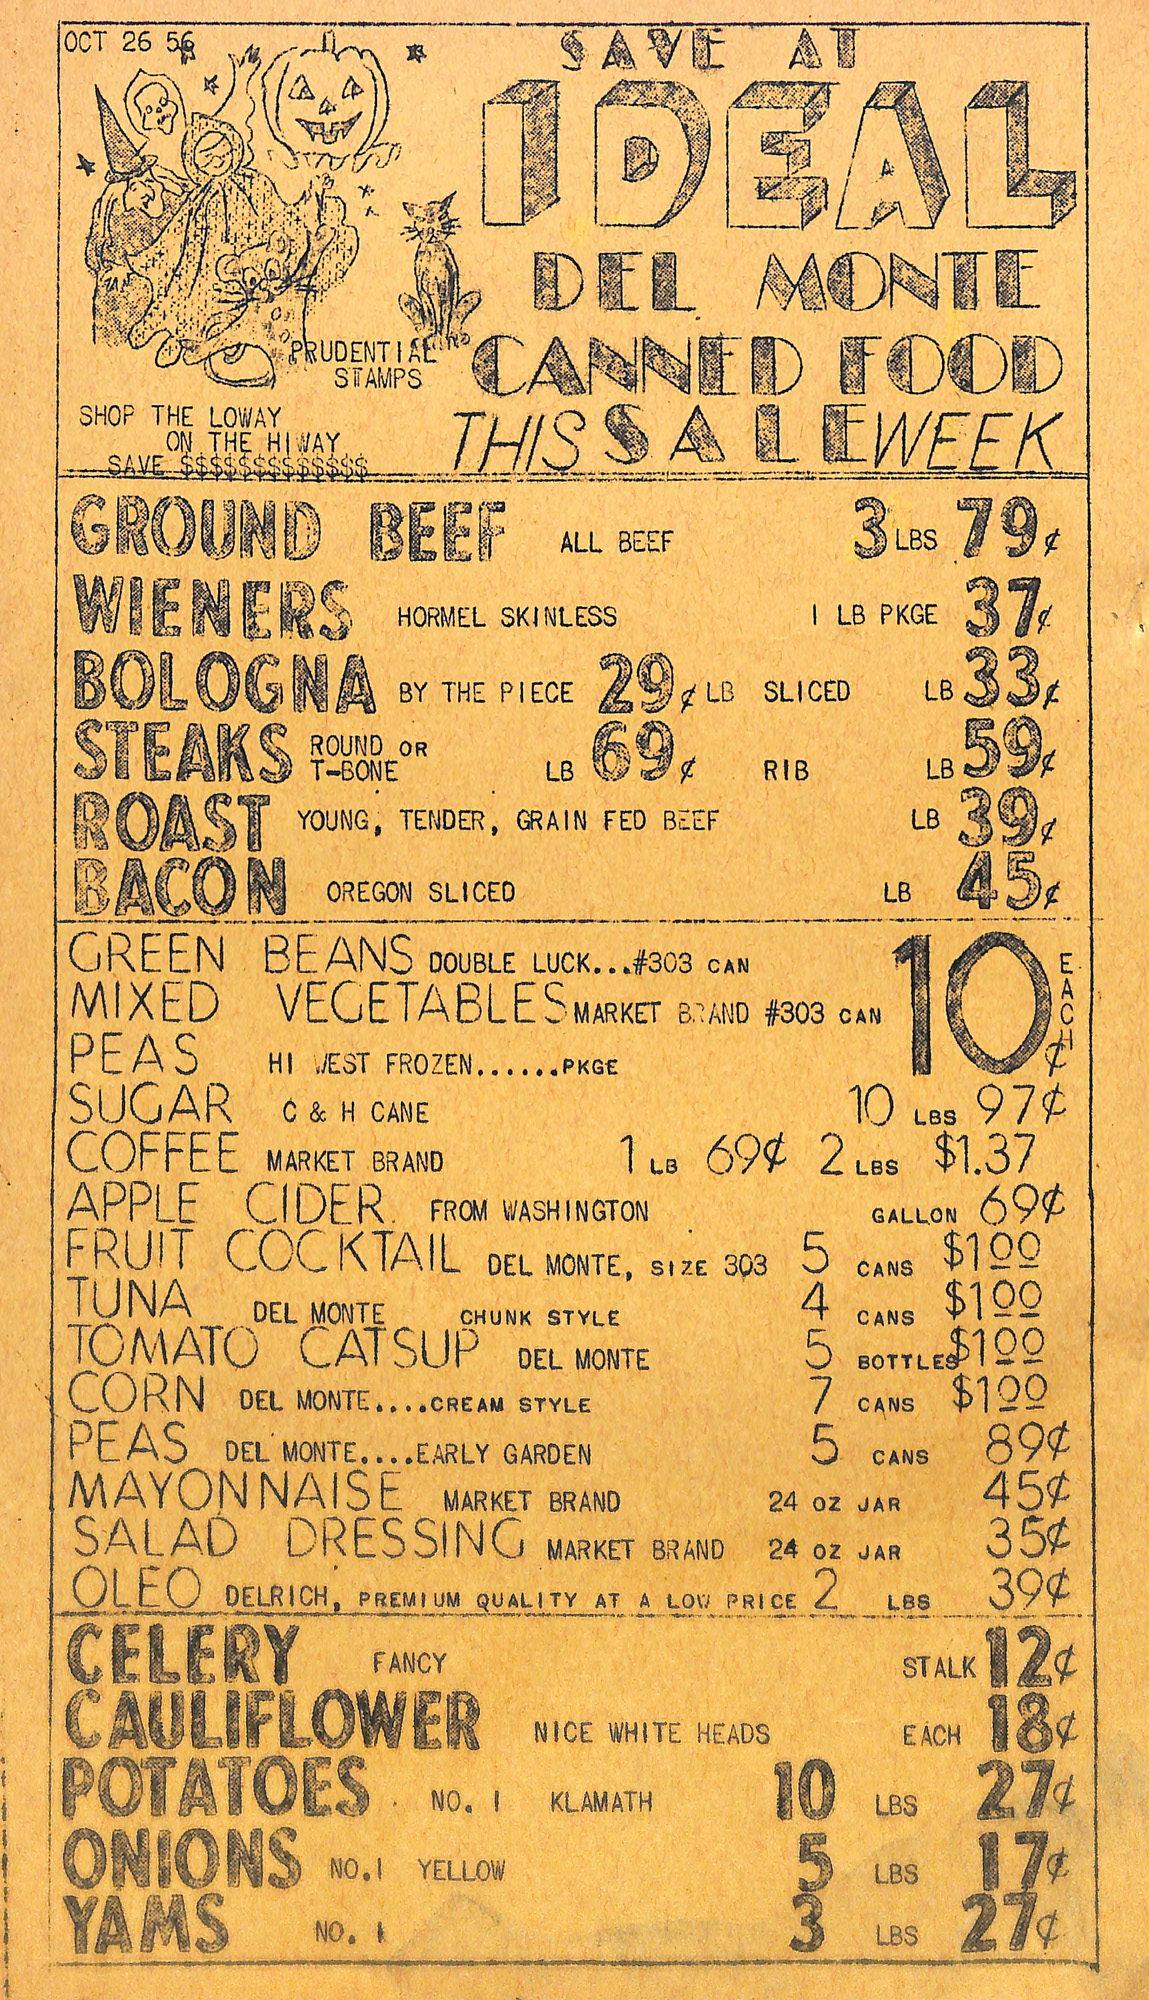 OCT 26 56
SAVE AT
IDEAL
DEL MONTE
CANNED FOOD
THIS SALE WEEK
PRUDENTIAL
STAMPS
SHOP THE LOWAY
ON THE HIWAY
SAVE $$$$$$$$$$$$$
GROUND BEEF ALL BEEF 3 LBS 79¢
WIENERS HORMEL SKINLESS 1 LB PKGE 37¢
BOLOGNA BY THE PIECE 29¢ LB SLICED LB 33¢
STEAKS ROUND OR
T-BONE LB 69¢ RIB LB 59¢
ROAST YOUNG, TENDER, GRAIN FED BEEF LB 39¢
BACON OREGON SLICED LB 45¢
GREEN BEANS DOUBLE LUCK...#303 CAN
MIXED VEGETABLES MARKET BRAND #303 CAN
PEAS HI WEST FROZEN......PKGE
10¢ EACH
SUGAR C & H CANE 10 LBS 97¢
COFFEE MARKET BRAND 1 LB 69¢ 2 LBS $1.37
APPLE CIDER FROM WASHINGTON GALLON 69¢
FRUIT COCKTAIL DEL MONTE, SIZE 303 5 CANS $100
TUNA DEL MONTE CHUNK STYLE 4 CANS $100
TOMATO CATSUP DEL MONTE 5 BOTTLES $100
CORN DEL MONTE....CREAM STYLE 7 CANS $100
PEAS DEL MONTE....EARLY GARDEN 5 CANS 89¢
MAYONNAISE MARKET BRAND 24 OZ JAR 45¢
SALAD DRESSING MARKET BRAND 24 OZ JAR 35¢
OLEO DELRICH, PREMIUM QUALITY AT A LOW PRICE 2 LBS 39¢
CELERY FANCY STALK 12¢
CAULIFLOWER NICE WHITE HEADS EACH 18¢
POTATOES NO. 1 KLAMATH 10 LBS 27¢
ONIONS NO.1 YELLOW 5 LBS 17¢
YAMS NO. 1 3 LBS 27¢